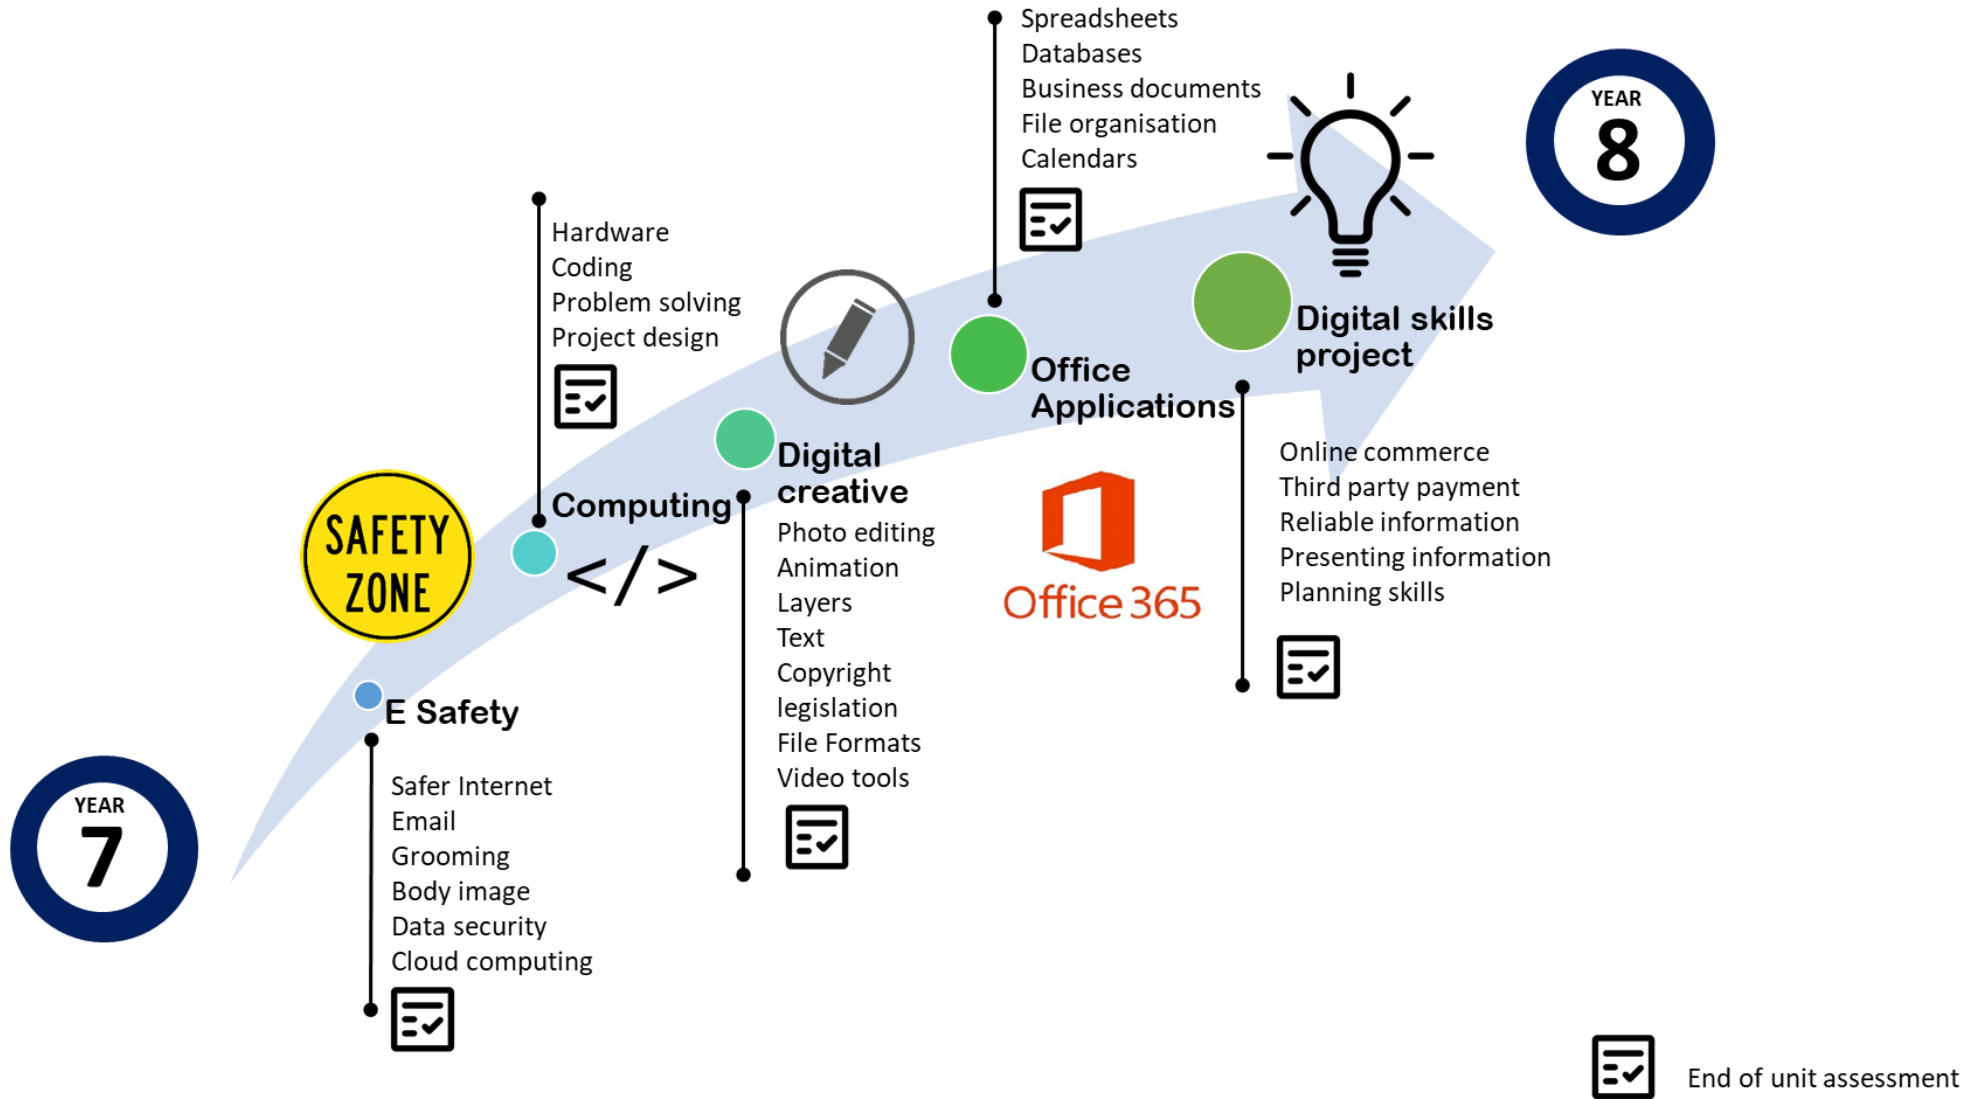 YEAR
7
SAFETY
ZONE
E Safety
Safer Internet
Email
Grooming
Body image
Data security
Cloud computing
Hardware
Coding
Problem solving
Project design
Computing
</>
Digital
creative
Photo editing
Animation
Layers
Text
Copyright
legislation
File Formats
Video tools
Spreadsheets
Databases
Business documents
File organisation
Calendars
Office
Applications
Office 365
Digital skills
project
Online commerce
Third party payment
Reliable information
Presenting information
Planning skills
YEAR
8
End of unit assessment